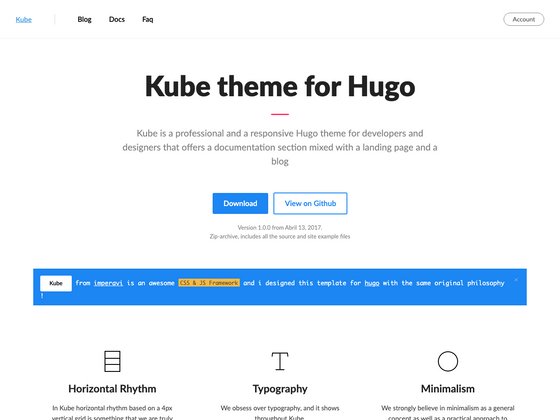 Kube
Blog
Docs
Faq
Account
Kube theme for Hugo
Kube is a professional and a responsive Hugo theme for developers and
designers that offers a documentation section mixed with a landing page and a
blog
Download
View on Github
Version 1.0.0 from Abril 13, 2017.
Zip-archive, includes all the source and site example files
Kube from imperavi is an awesome CSS & JS Framework and i designed this template for hugo with the same original philosophy
!
Horizontal Rhythm
Typography
Minimalism
In Kube horizontal rhythm based on a 4px
vertical grid is something that we are truly
We obsess over typography, and it shows
throughout Kube.
We strongly believe in minimalism as a general
concept as well as a practical approach to